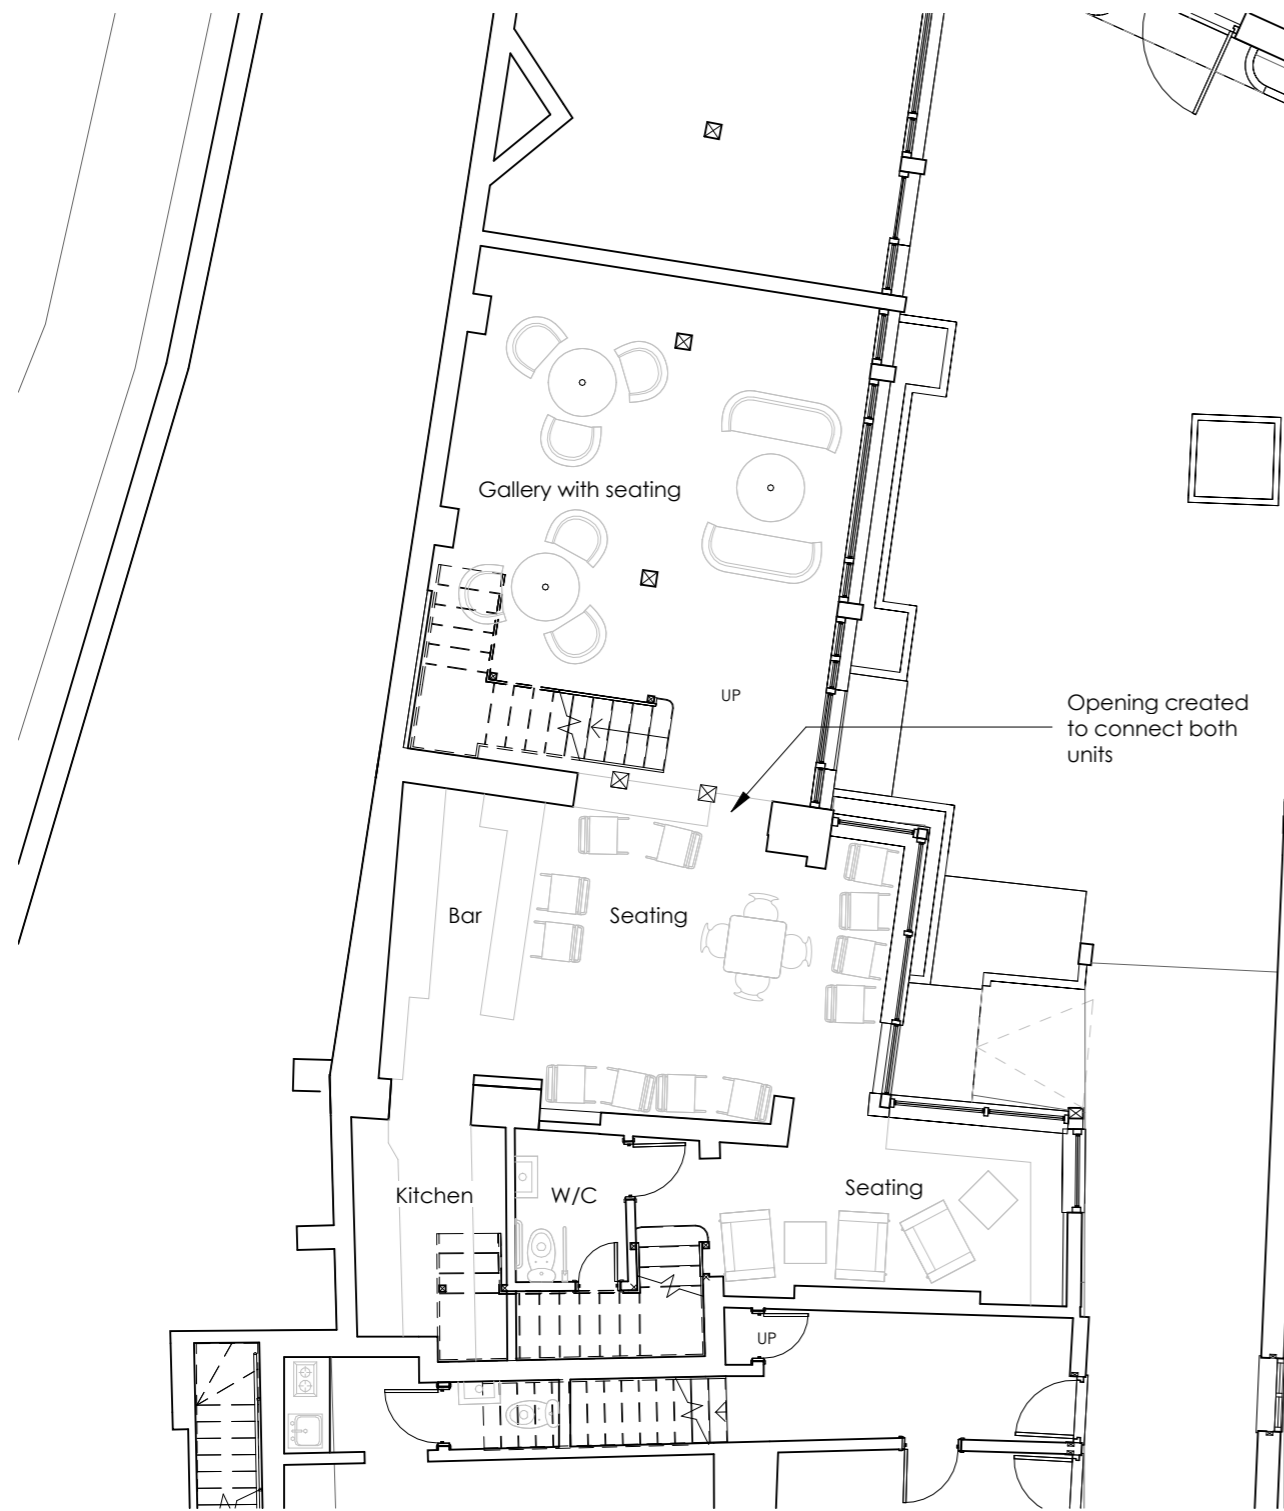 Gallery with seating
UP
Opening created
to connect both
units
Bar
Seating
Kitchen
W/C
Seating
UP